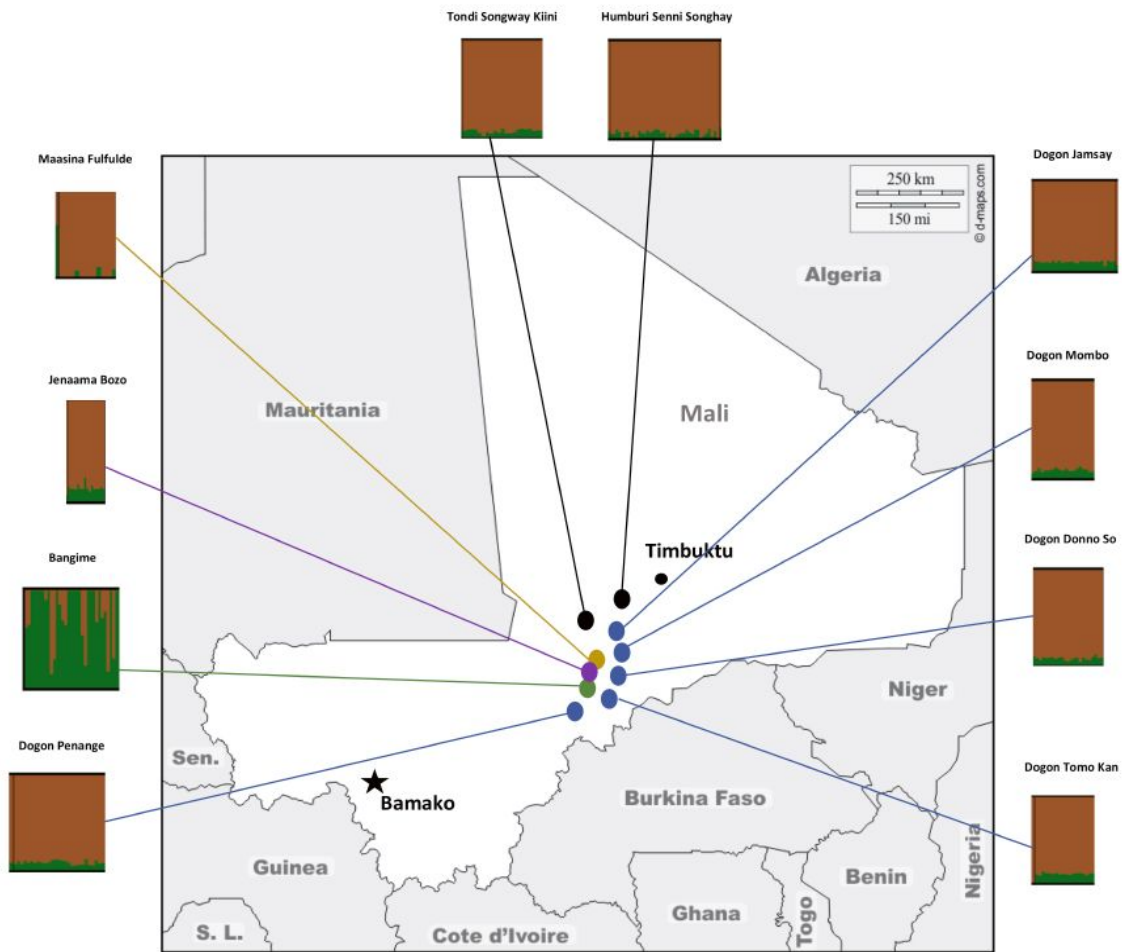 Tondi Songway Kiini
Humburi Senni Songhay
Maasina Fulfulde
Dogon Jamsay
250 km
150 mi
© d-maps.com
Algeria
Dogon Mombo
Jenaama Bozo
Mauritania
Mali
Dogon Donno So
Timbuktu
Bangime
Niger
Dogon Penange
Sen.
Bamako
Burkina Faso
Dogon Tomo Kan
Guinea
Benin
Nigeria
Ghana
Togo
S. L.
Cote d'Ivoire